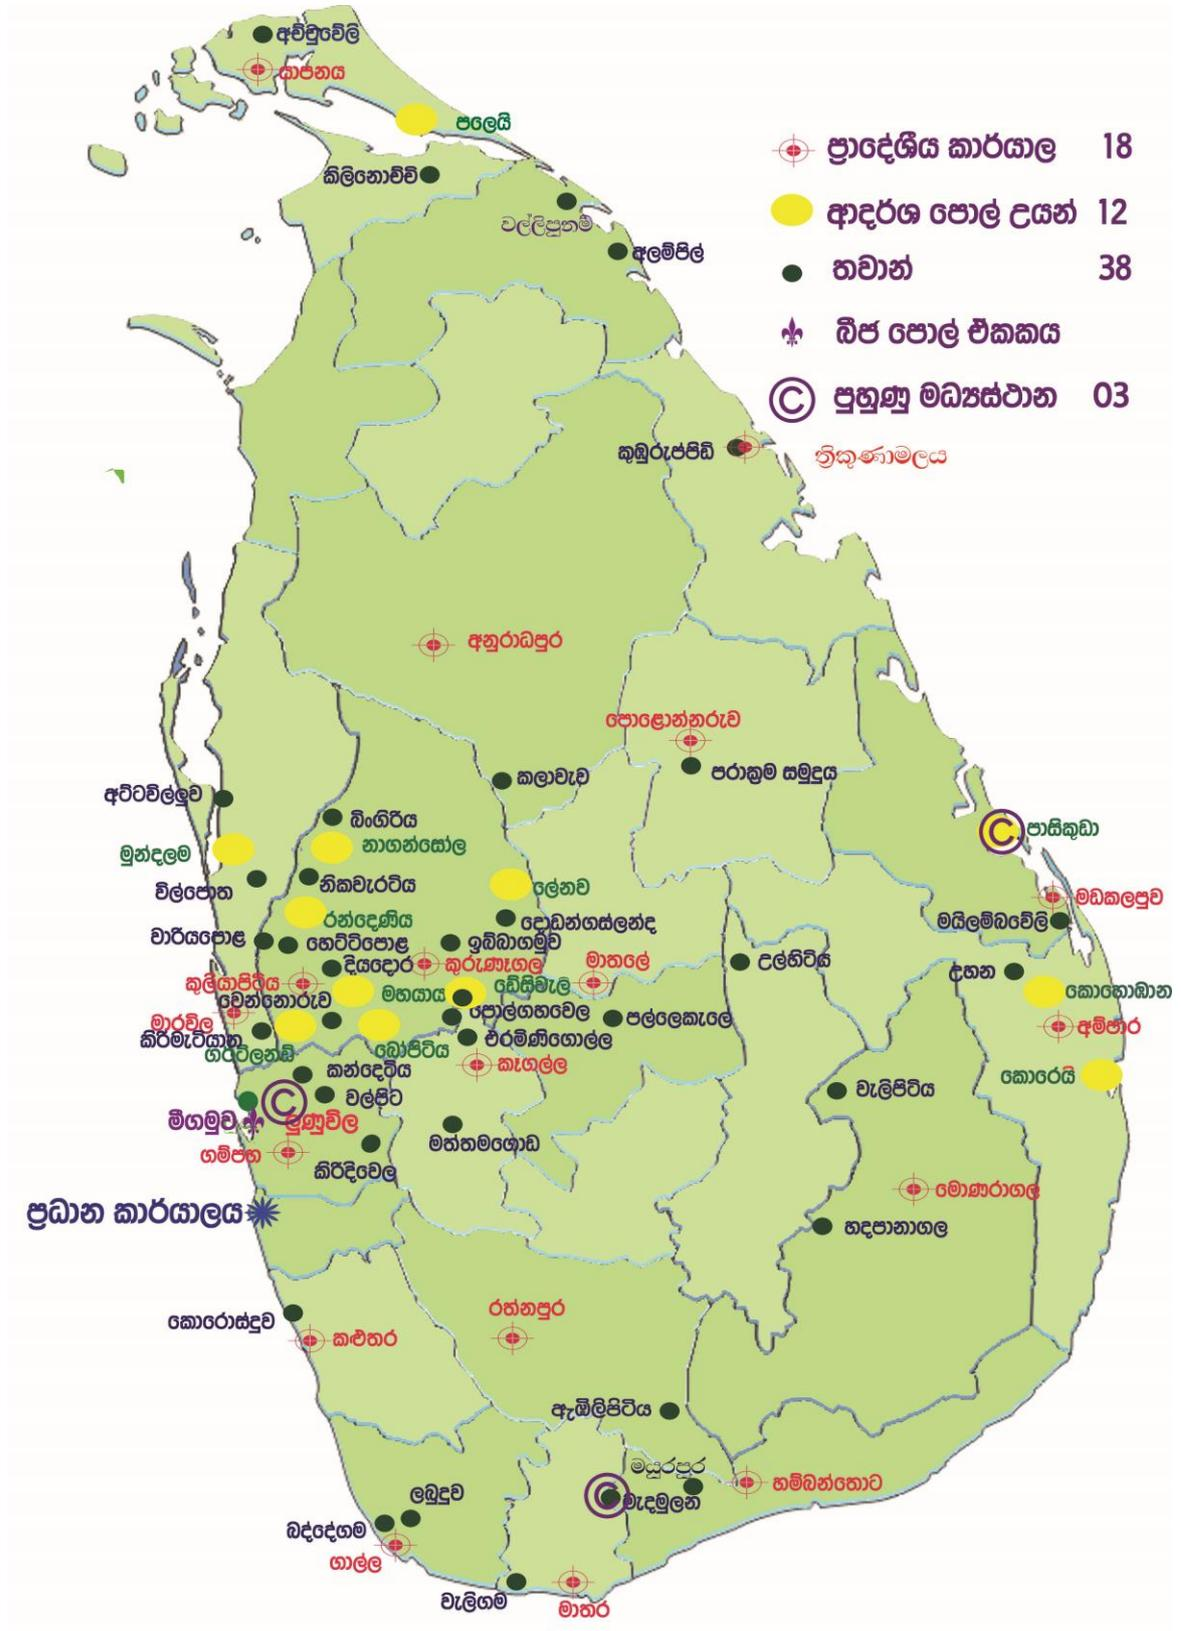 අච්චුවේලි
යාපනය
පලෙයි
කිලිනොච්චි
වල්ලිපුනම්
අලම්පිල්
ප්‍රාදේශීය කාර්යාල 18
ආදර්ශ පොල් උයන් 12
තවාන් 38
බීජ පොල් ඒකකය
© පුහුණු මධ්‍යස්ථාන 03
කුඹුරුප්පිඩි
ත්‍රිකුණාමලය
අනුරාධපුර
පොළොන්නරුව
පරාක්‍රම සමුද්‍රය
කලාවැව
අට්ටවිල්ලුව
බිංගිරිය
නාගන්සෝල
මුන්දලම
© පාසිකුඩා
විල්පොත
නිකවැරටිය
ලේනව
රන්දෙණිය
දොඩන්ගස්ලන්ද
මඩකලපුව
මයිලම්බවේලි
වාරියපොළ
හෙට්ටිපොළ
ඉබ්බාගමුව
දියදොර
කුරුණෑගල
මාතලේ
උල්හිටිය
උහන
කුලියාපිටිය
මහයාය
ඩේසිවැල
කොහොඹාන
වෙන්නොරුව
මාරවිල
පොල්ගහවෙල
පල්ලෙකැලේ
අම්පාර
කිරිමැටියාන
එරමිණිගොල්ල
ගිරිටිලන්ඩ්
බෝපිටිය
කෑගල්ල
කන්දෙටිය
කොරෙයි
වල්පිට
වැලිපිටිය
©
මීගමුව
ලුණුවිල
මත්තමගොඩ
ගම්පහ
කිරිදිවෙල
මොණරාගල
ප්‍රධාන කාර්යාලය
හදපානාගල
කොරොස්දූව
කළුතර
රත්නපුර
ඇඹිලිපිටිය
මයුරපුර
හම්බන්තොට
© වැදමුලන
ලබුදූව
බද්දේගම
ගාල්ල
වැලිගම
මාතර